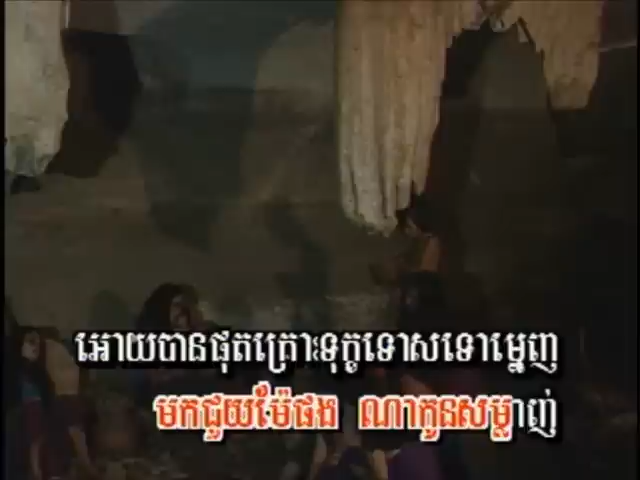 អោយបានផុតគ្រោះទុក្ខទោសទោម្នេញ
មកជួយម៉ែផង ណាកូនសម្លាញ់